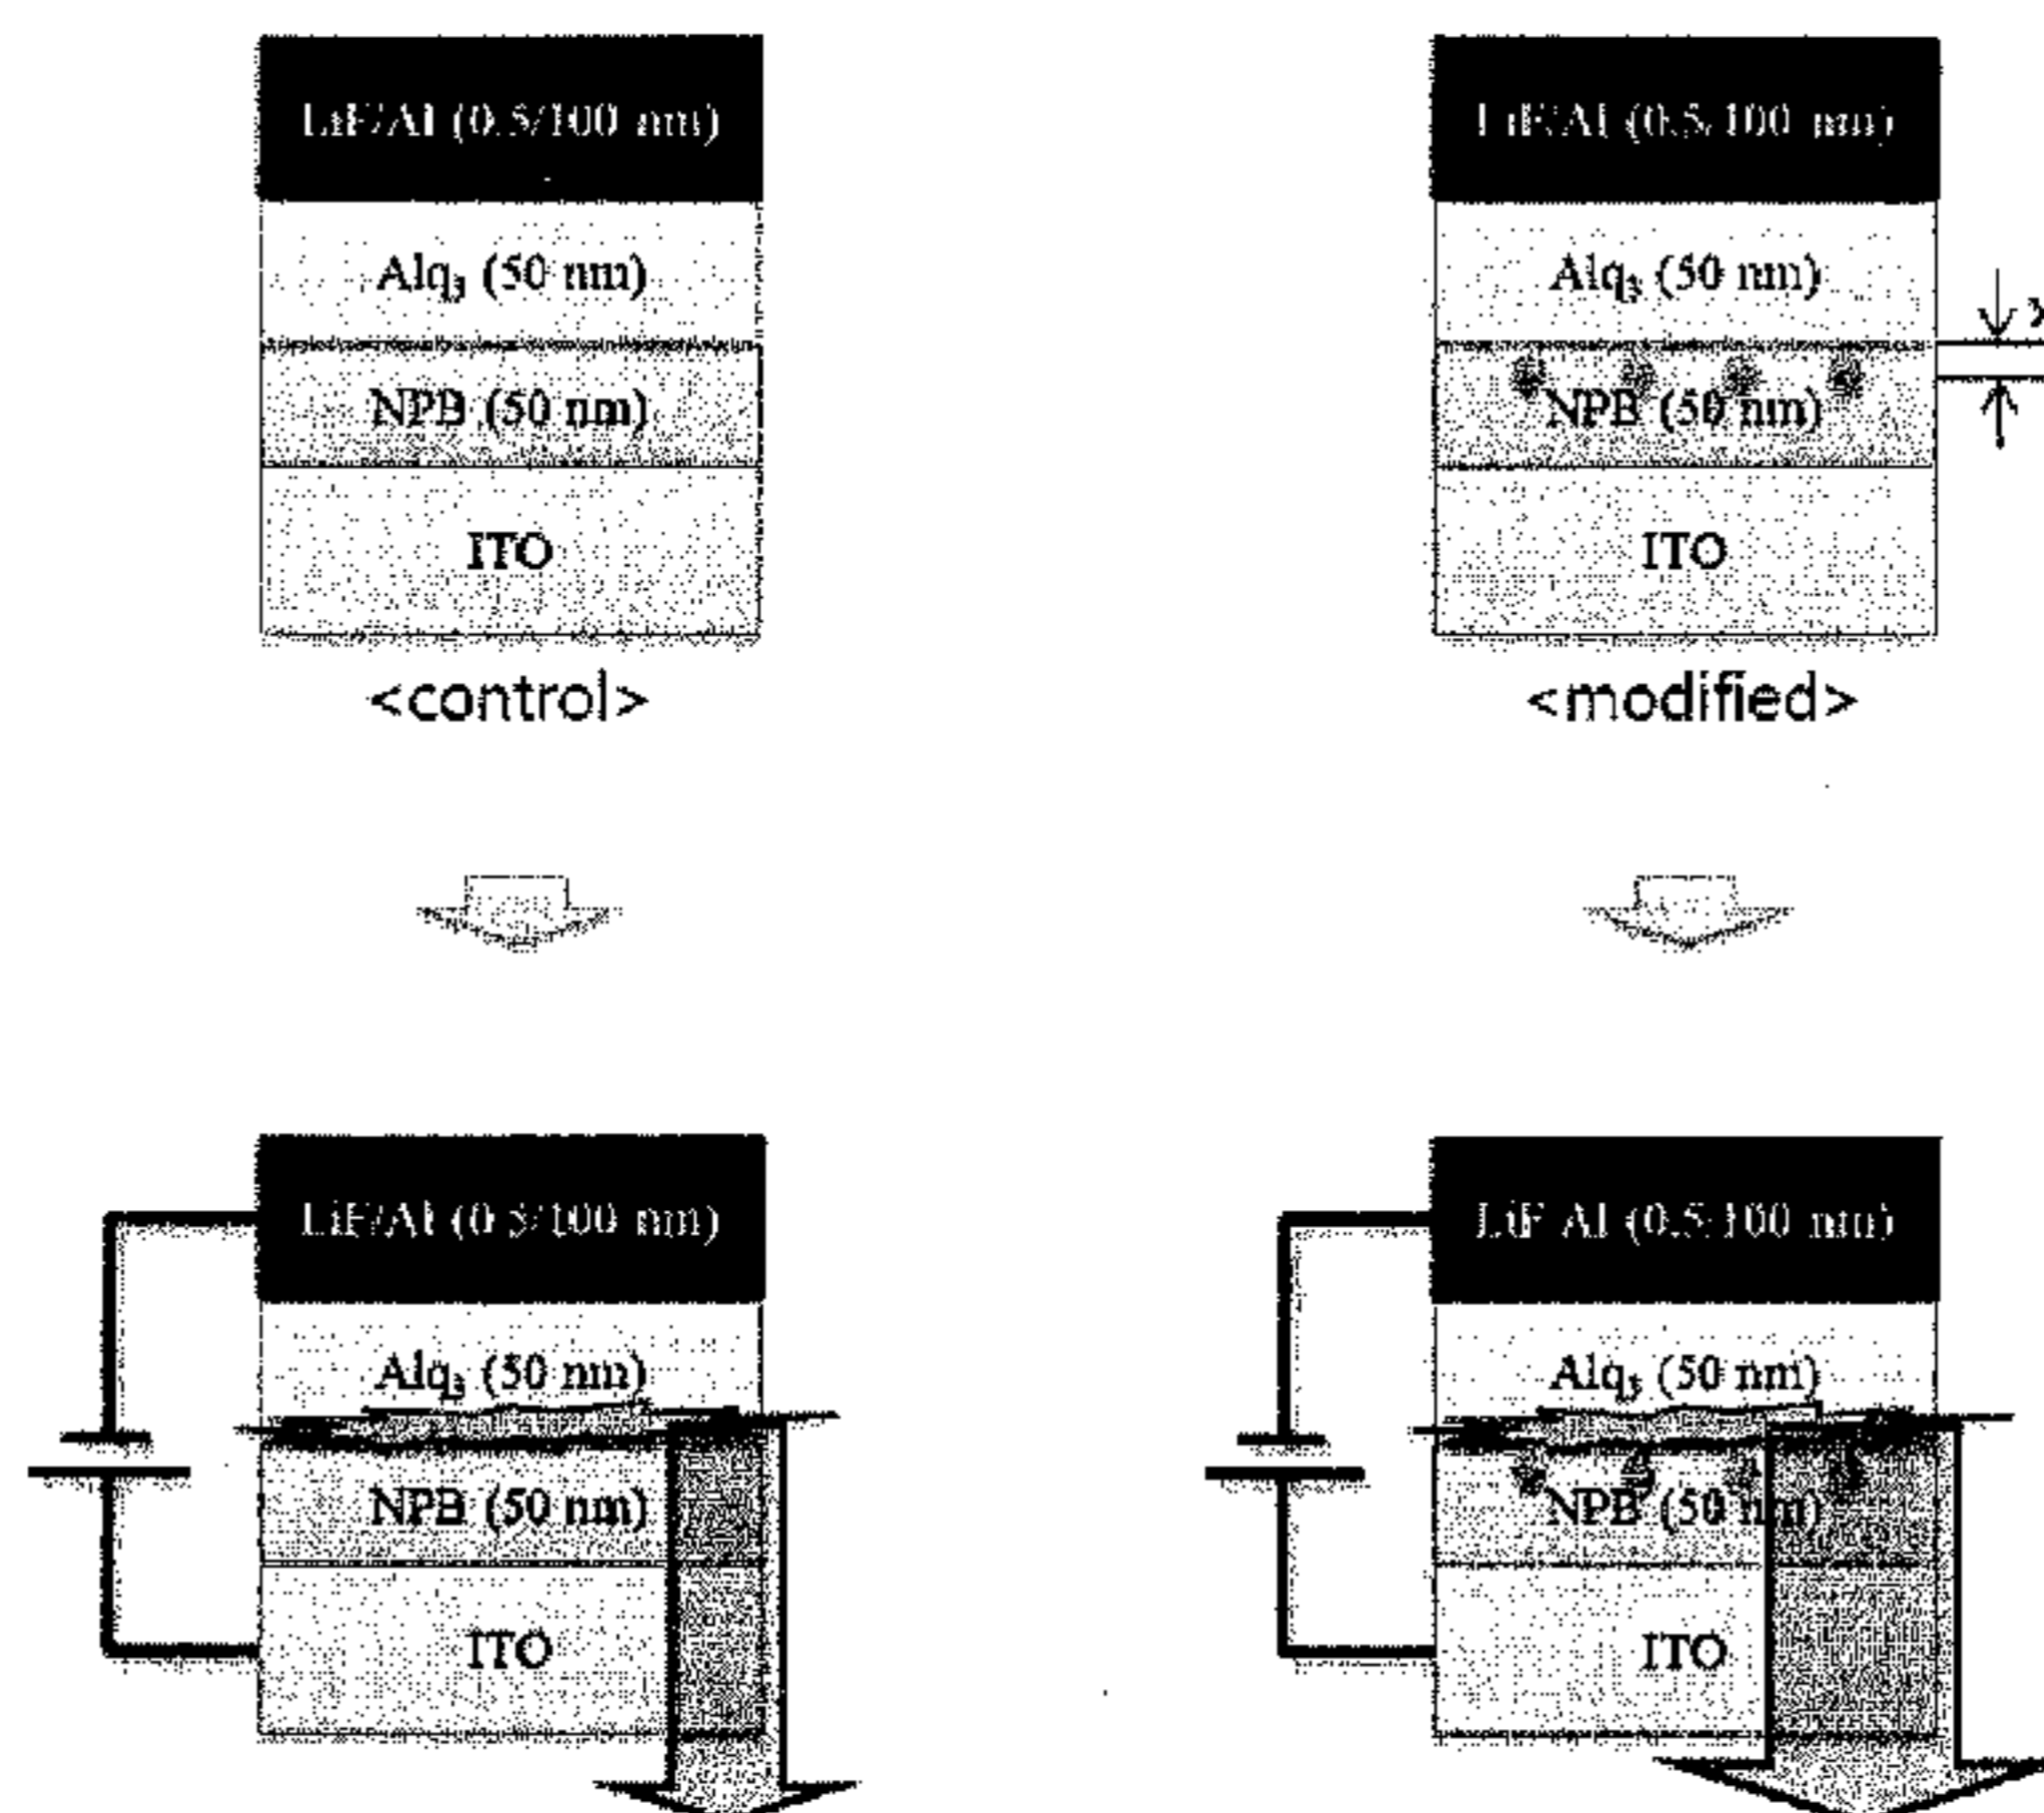 LiF/Al (0.5/100 nm)
LiF/Al (0.5/100 nm)
Alq₃ (50 nm)
Alq₃ (50 nm)
NPB (50 nm)
NPB (50 nm)
ITO
ITO
<control>
<modified>
LiF/Al (0.5/100 nm)
LiF/Al (0.5/100 nm)
Alq₃ (50 nm)
Alq₃ (50 nm)
NPB (50 nm)
NPB (50 nm)
ITO
ITO